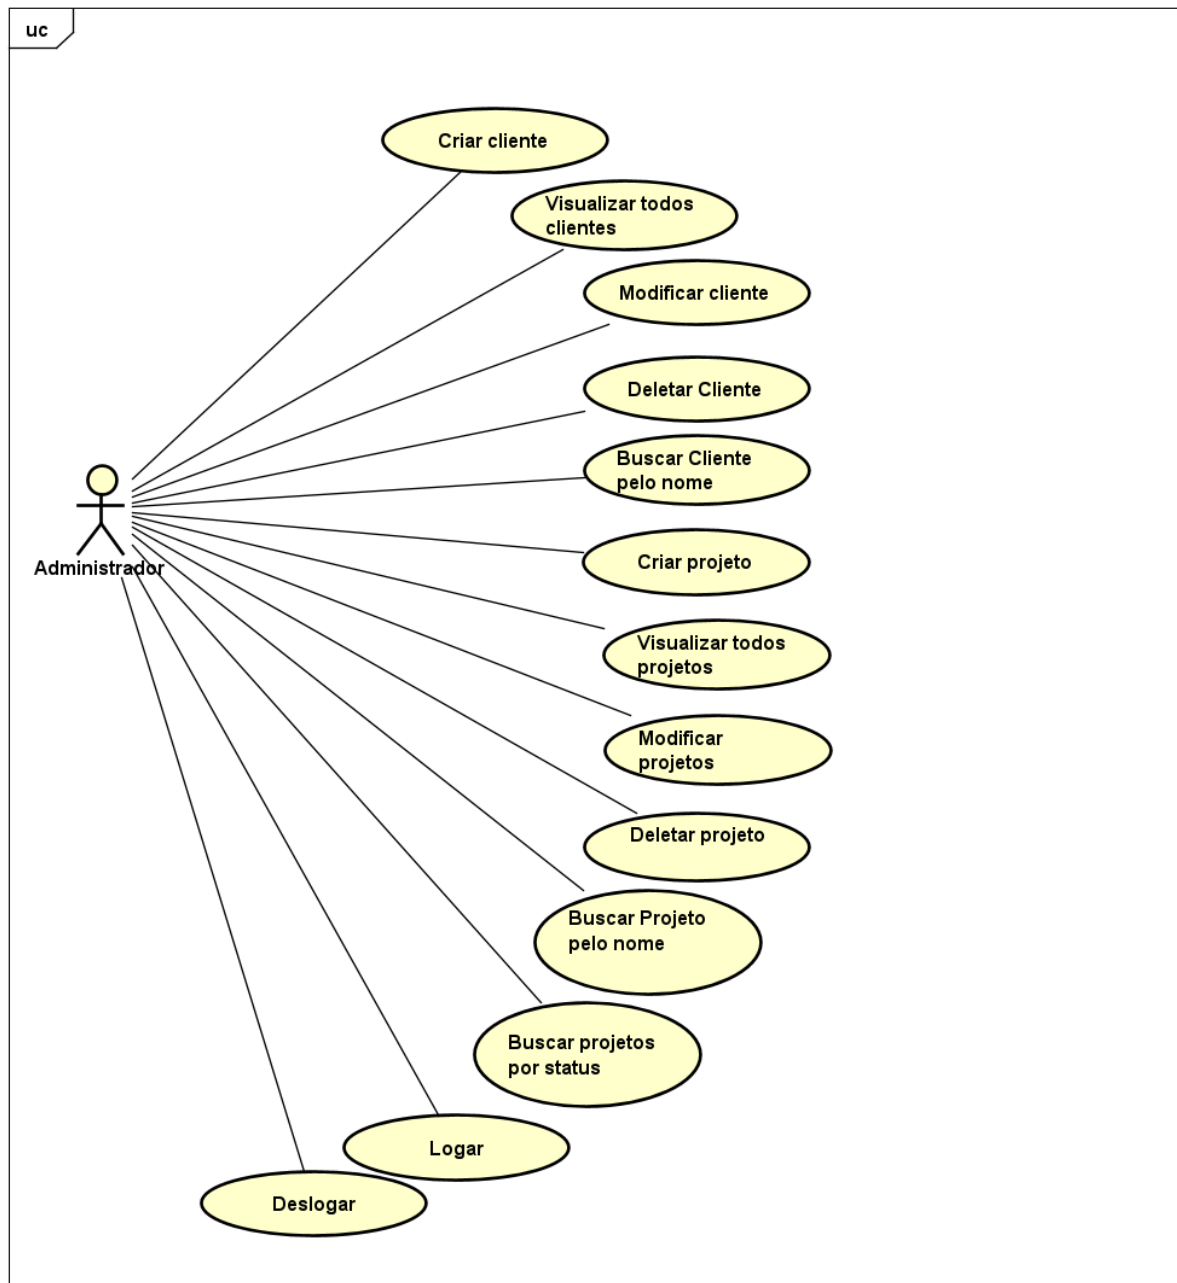 uc
Criar cliente
Visualizar todos
clientes
Modificar cliente
Deletar Cliente
Buscar Cliente
pelo nome
Administrador
Criar projeto
Visualizar todos
projetos
Modificar
projetos
Deletar projeto
Buscar Projeto
pelo nome
Buscar projetos
por status
Logar
Deslogar